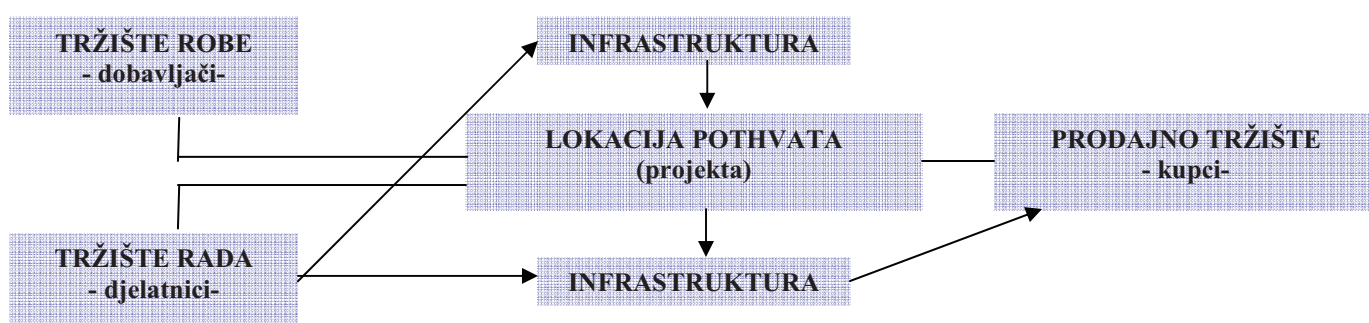 TRŽIŠTE ROBE
- dobavljači-
INFRASTRUKTURA
LOKACIJA POTHVATA
(projekta)
PRODAJNO TRŽIŠTE
- kupci-
TRŽIŠTE RADA
- djelatnici-
INFRASTRUKTURA